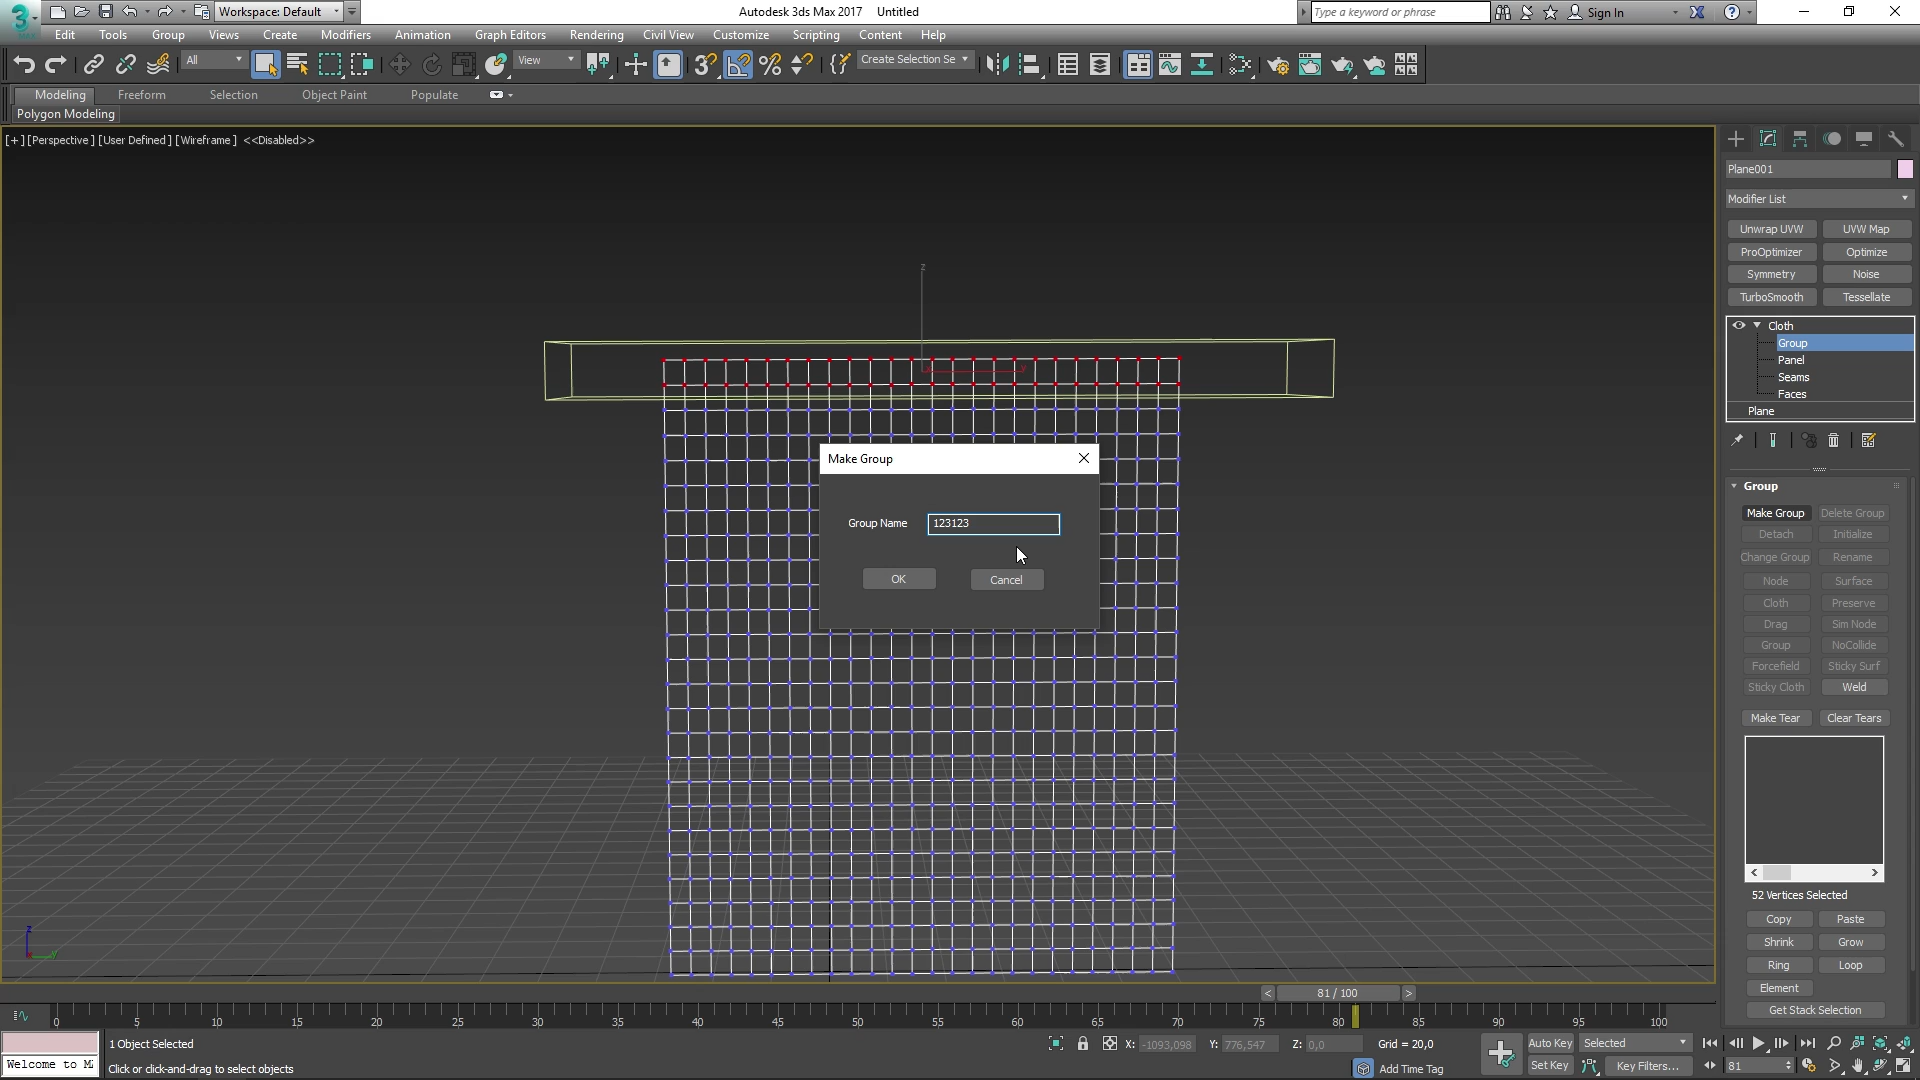 Workspace: Default
Autodesk 3ds Max 2017 Untitled
Type a keyword or phrase
Sign In
Edit Tools Group Views Create Modifiers Animation Graph Editors Rendering Civil View Customize Scripting Content Help
All
View
Create Selection Se
Modeling Freeform Selection Object Paint Populate
Polygon Modeling
[+] [Perspective] [User Defined] [Wireframe] <<Disabled>>
Plane001
Modifier List
Unwrap UVW UVW Map
ProOptimizer Optimize
Symmetry Noise
TurboSmooth Tessellate
Cloth
Group
Panel
Seams
Faces
Plane
Make Group
Group Name 123123
OK Cancel
Group
Make Group Delete Group
Detach Initialize
Change Group Rename
Node Surface
Cloth Preserve
Drag Sim Node
Group NoCollide
Forcefield Sticky Surf
Sticky Cloth Weld
Make Tear Clear Tears
52 Vertices Selected
Copy Paste
Shrink Grow
Ring Loop
Element
Get Stack Selection
z
x y
z
y
< 81 / 100 >
0 5 10 15 20 25 30 35 40 45 50 55 60 65 70 75 80 85 90 95 100
1 Object Selected
X: -1093,098 Y: 776,547 Z: 0,0 Grid = 20,0
Auto Key Selected
Welcome to M
Click or click-and-drag to select objects
Add Time Tag
Set Key Key Filters...
81